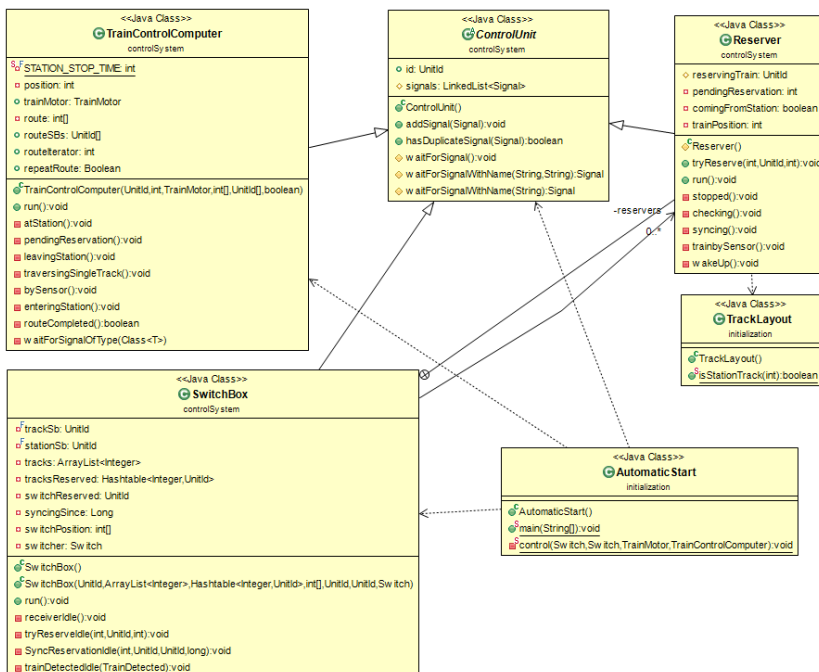 <<Java Class>>
TrainControlComputer
controlSystem
STATION_STOP_TIME: int
position: int
trainMotor: TrainMotor
route: int[]
routeSBs: UnitId[]
routeIterator: int
repeatRoute: Boolean
TrainControlComputer(UnitId,int,TrainMotor,int[],UnitId[],boolean)
run():void
atStation():void
pendingReservation():void
leavingStation():void
traversingSingleTrack():void
bySensor():void
enteringStation():void
routeCompleted():boolean
waitForSignalOfType(Class<T>)
<<Java Class>>
ControlUnit
controlSystem
id: UnitId
signals: LinkedList<Signal>
ControlUnit()
addSignal(Signal):void
hasDuplicateSignal(Signal):boolean
waitForSignal():void
waitForSignalWithName(String,String):Signal
waitForSignalWithName(String):Signal
<<Java Class>>
Reserver
controlSystem
reservingTrain: UnitId
pendingReservation: int
comingFromStation: boolean
trainPosition: int
Reserver()
tryReserve(int,UnitId,int):void
run():void
stopped():void
checking():void
syncing():void
trainbySensor():void
wakeUp():void
-reservers
0..*
<<Java Class>>
TrackLayout
initialization
TrackLayout()
isStationTrack(int):boolean
<<Java Class>>
SwitchBox
controlSystem
trackSb: UnitId
stationSb: UnitId
tracks: ArrayList<Integer>
tracksReserved: Hashtable<Integer,UnitId>
switchReserved: UnitId
syncingSince: Long
switchPosition: int[]
switcher: Switch
SwitchBox()
SwitchBox(UnitId,ArrayList<Integer>,Hashtable<Integer,UnitId>,int[],UnitId,UnitId,Switch)
run():void
receiverIdle():void
tryReserveIdle(int,UnitId,int):void
SyncReservationIdle(int,UnitId,UnitId,long):void
trainDetectedIdle(TrainDetected):void
<<Java Class>>
AutomaticStart
initialization
AutomaticStart()
main(String[]):void
control(Switch,Switch,TrainMotor,TrainControlComputer):void